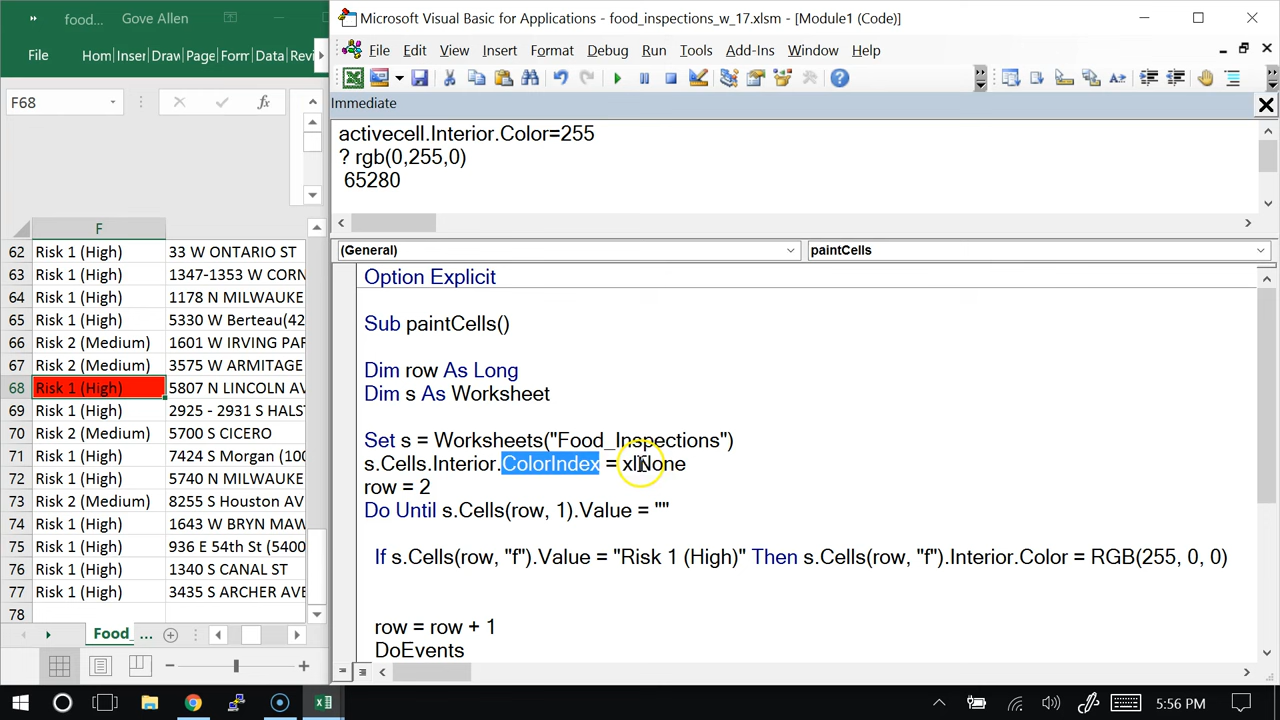 food... Gove Allen
File Hom Inser Draw Page Forr Data Revi
F68 fx
F
62 Risk 1 (High) 33 W ONTARIO ST
63 Risk 1 (High) 1347-1353 W CORN
64 Risk 1 (High) 1178 N MILWAUKE
65 Risk 1 (High) 5330 W Berteau(42
66 Risk 2 (Medium) 1601 W IRVING PAR
67 Risk 2 (Medium) 3575 W ARMITAGE
68 Risk 1 (High) 5807 N LINCOLN AV
69 Risk 1 (High) 2925 - 2931 S HALST
70 Risk 2 (Medium) 5700 S CICERO
71 Risk 1 (High) 7424 S Morgan (100
72 Risk 1 (High) 5740 N MILWAUKE
73 Risk 2 (Medium) 8255 S Houston AV
74 Risk 1 (High) 1643 W BRYN MAW
75 Risk 1 (High) 936 E 54th St (5400
76 Risk 1 (High) 1340 S CANAL ST
77 Risk 1 (High) 3435 S ARCHER AVE
78
Food_ ...
Microsoft Visual Basic for Applications - food_inspections_w_17.xlsm - [Module1 (Code)]
File Edit View Insert Format Debug Run Tools Add-Ins Window Help
Immediate
activecell.Interior.Color=255
? rgb(0,255,0)
65280
(General) paintCells
Option Explicit
Sub paintCells()
Dim row As Long
Dim s As Worksheet
Set s = Worksheets("Food_Inspections")
s.Cells.Interior.ColorIndex = xlNone
row = 2
Do Until s.Cells(row, 1).Value = ""
If s.Cells(row, "f").Value = "Risk 1 (High)" Then s.Cells(row, "f").Interior.Color = RGB(255, 0, 0)
row = row + 1
DoEvents
5:56 PM